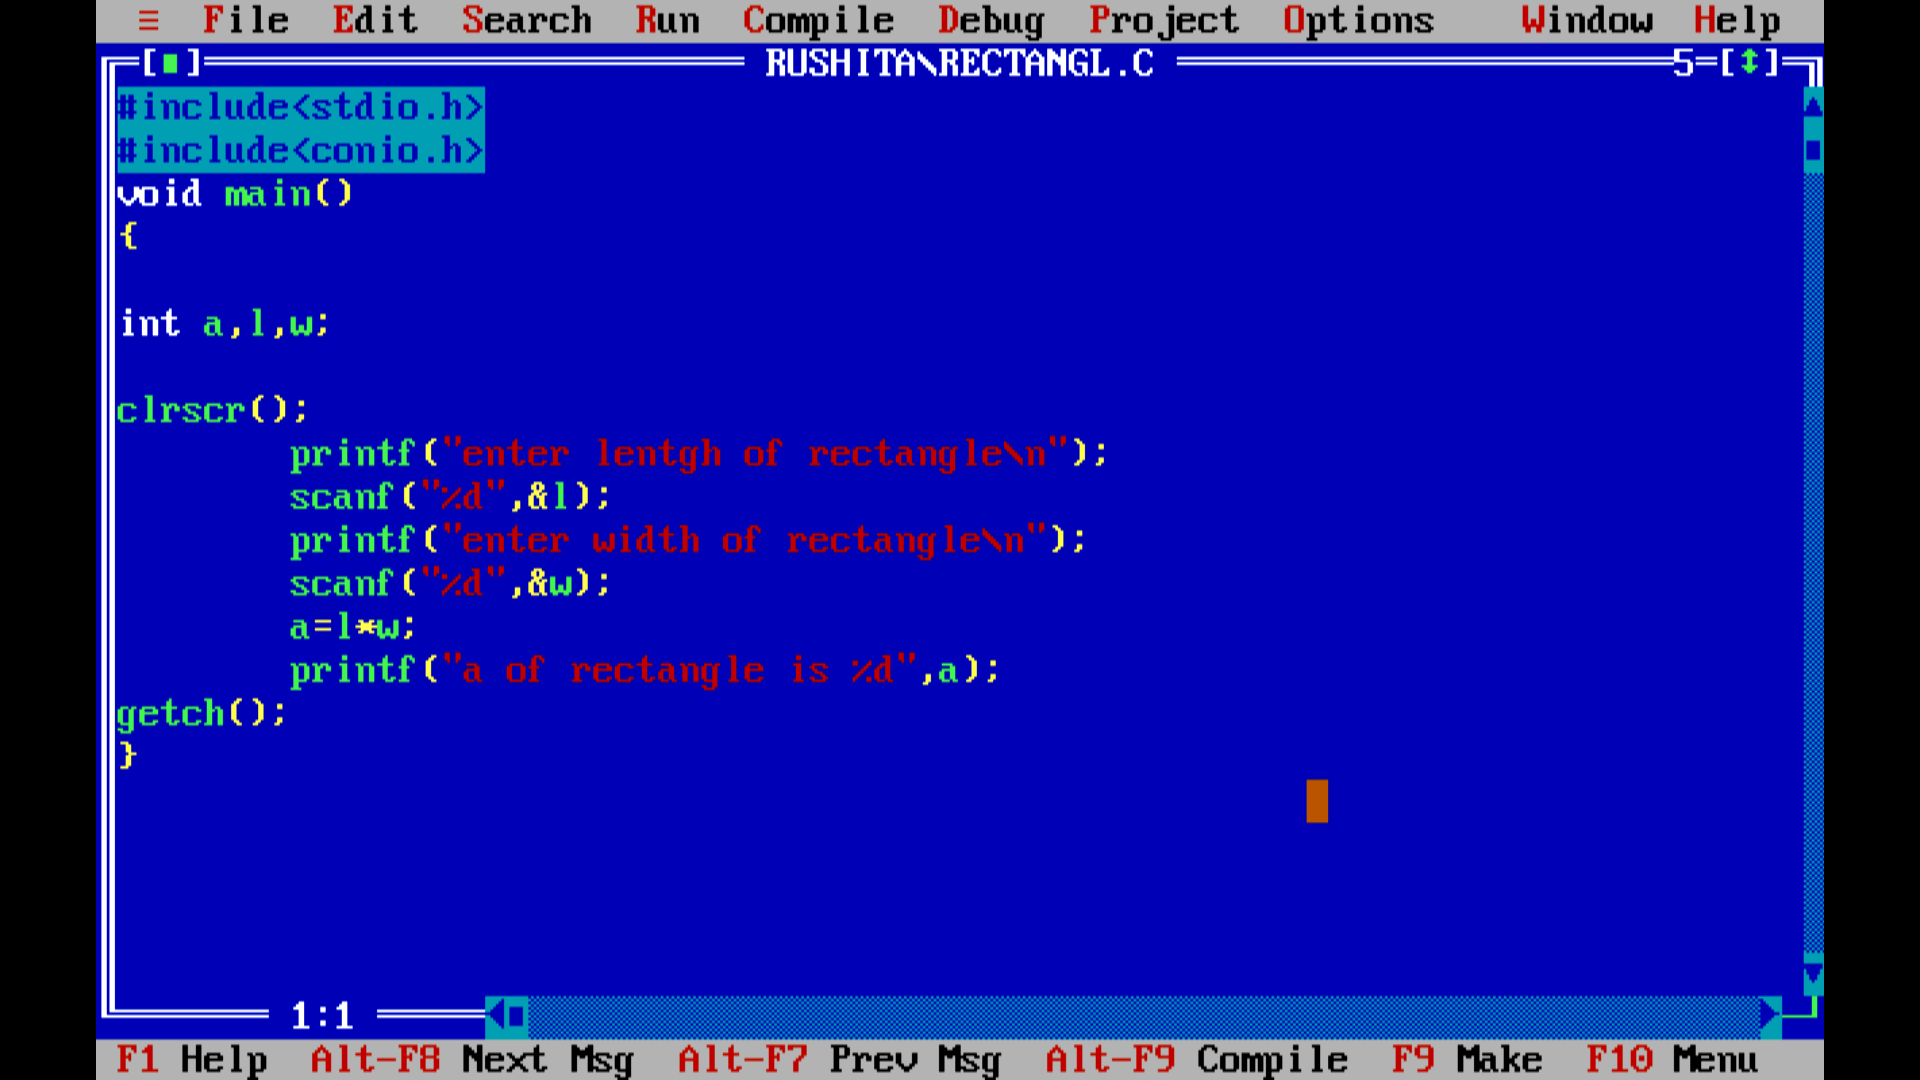 ≡ File Edit Search Run Compile Debug Project Options Window Help
[■] RUSHITA\RECTANGL.C 5=[↕]
#include<stdio.h>
#include<conio.h>
void main()
{
int a,l,w;
clrscr();
printf("enter lentgh of rectangle\n");
scanf("%d",&l);
printf("enter width of rectangle\n");
scanf("%d",&w);
a=l*w;
printf("a of rectangle is %d",a);
getch();
}
1:1
F1 Help Alt-F8 Next Msg Alt-F7 Prev Msg Alt-F9 Compile F9 Make F10 Menu